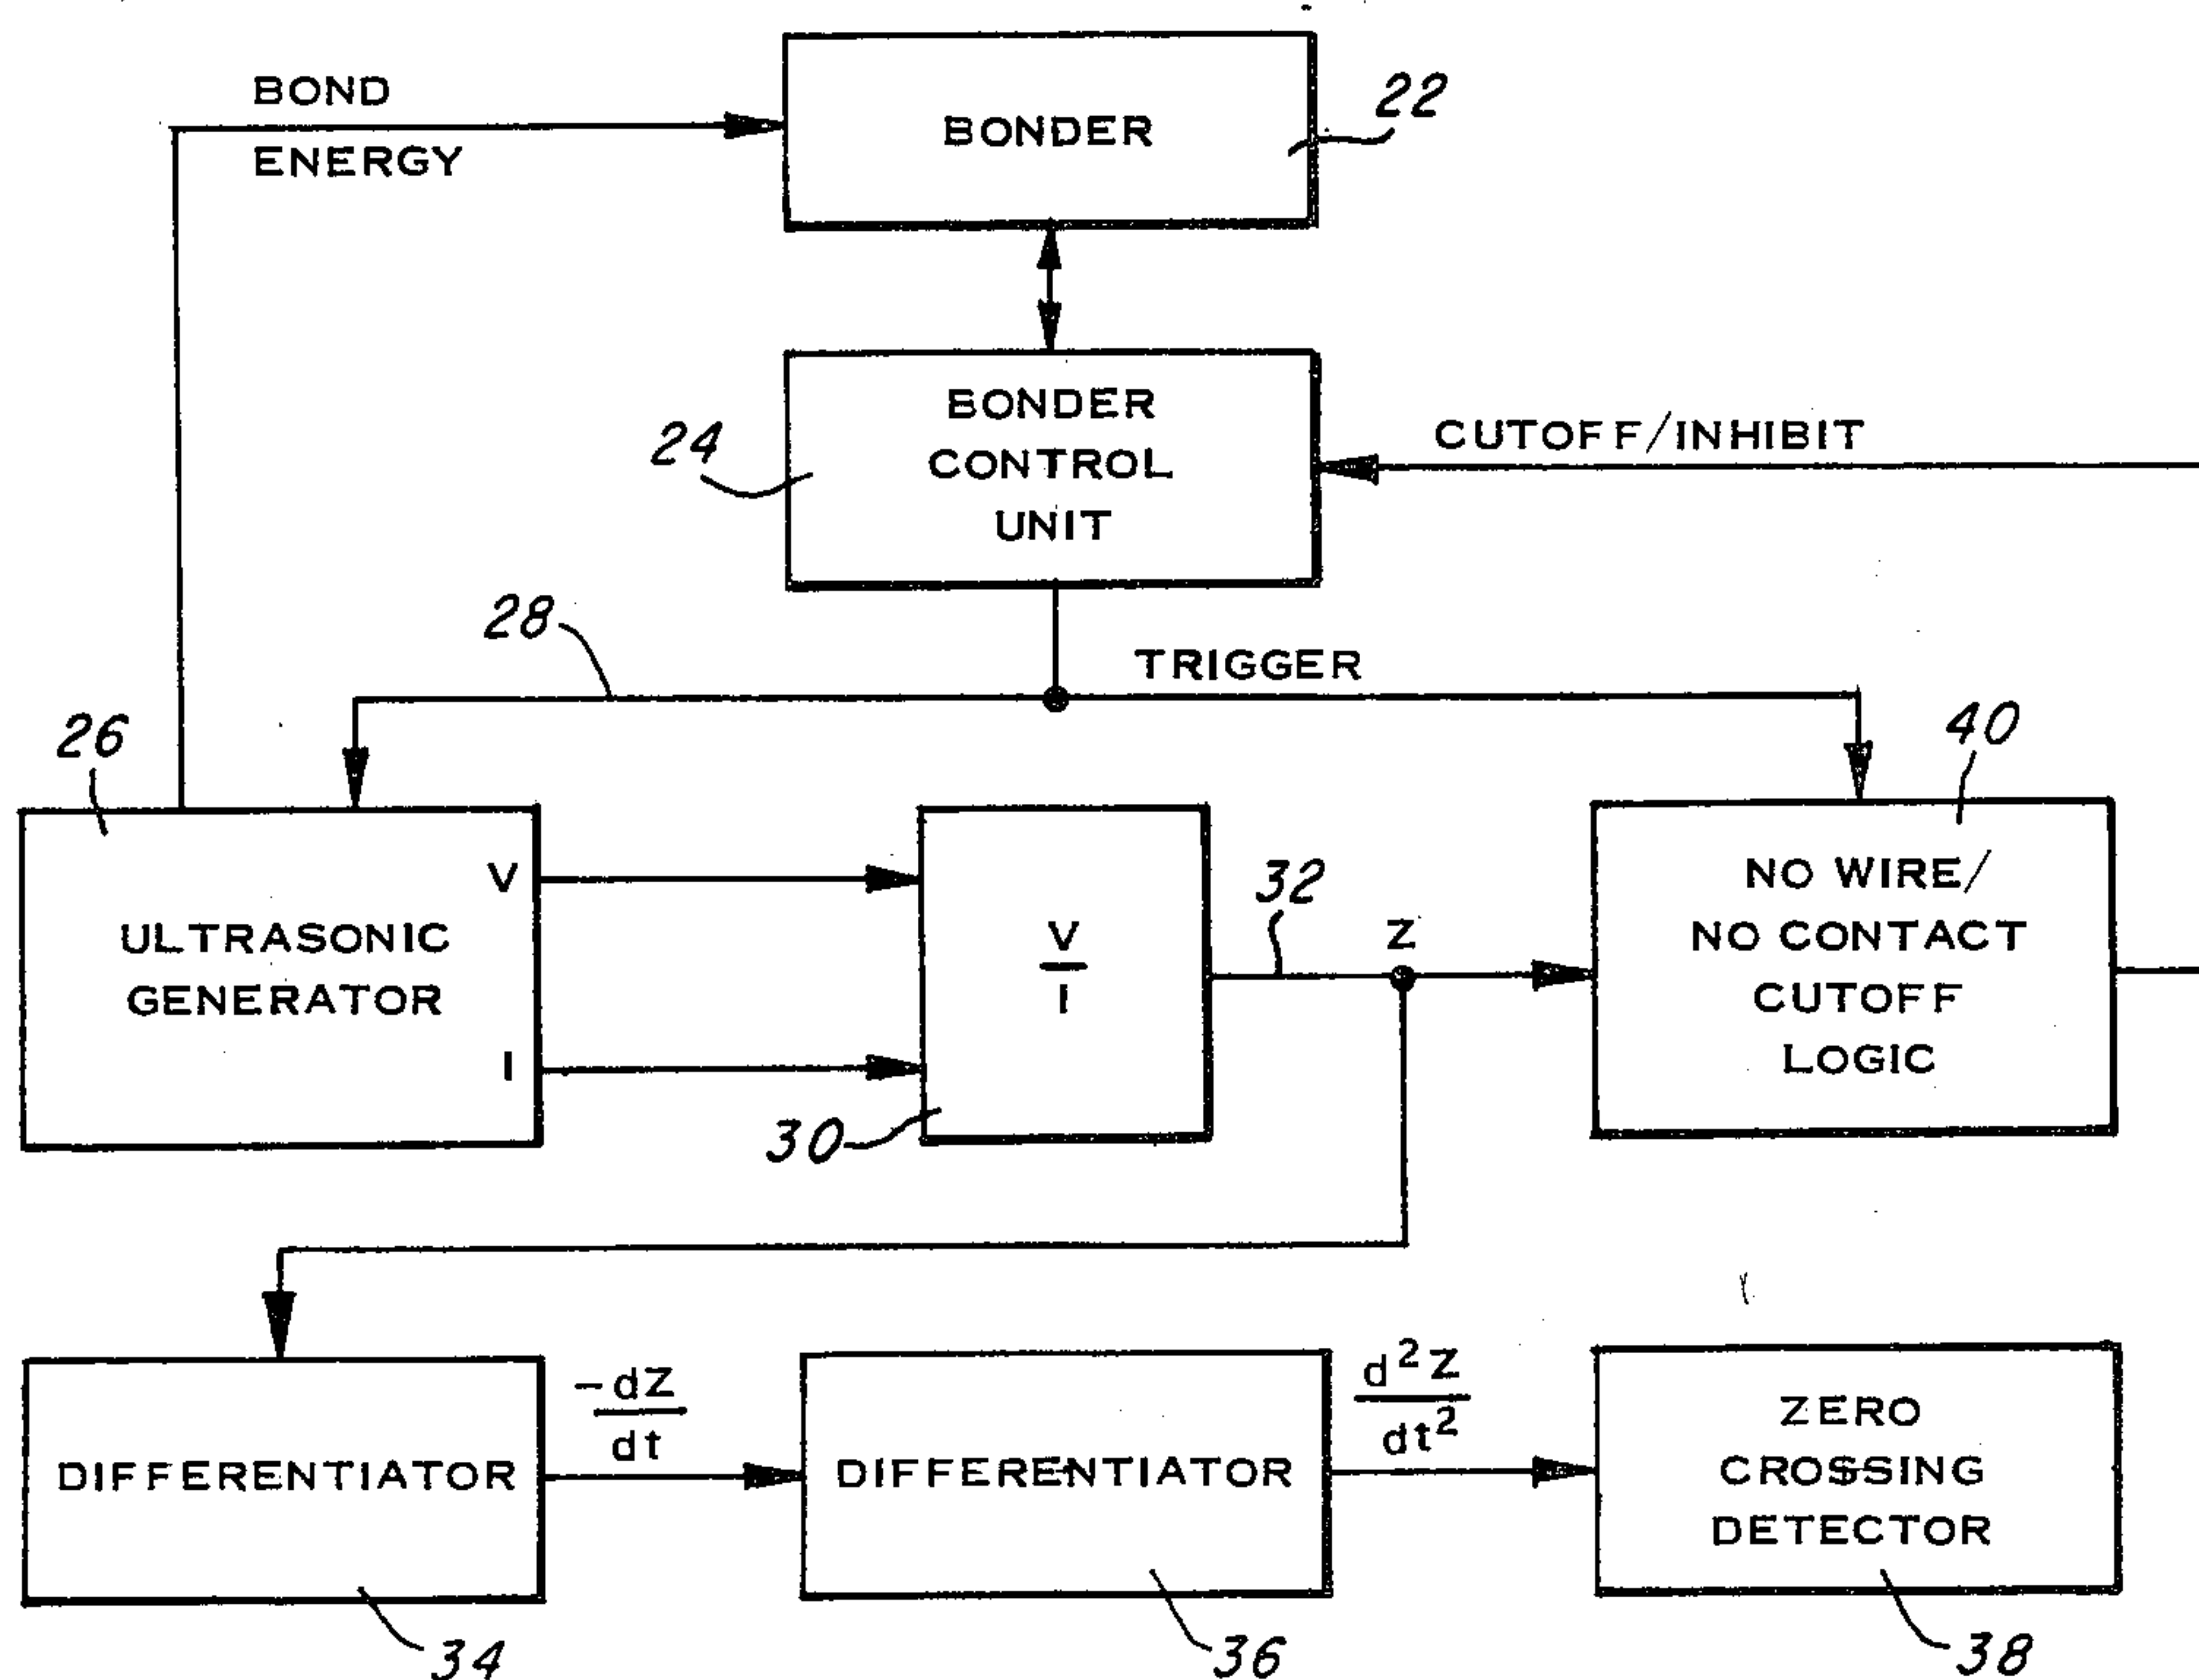 BOND
ENERGY
BONDER
22
24
BONDER
CONTROL
UNIT
CUTOFF/INHIBIT
28
TRIGGER
26
40
V
ULTRASONIC
GENERATOR
I
V
I
30
32
Z
NO WIRE/
NO CONTACT
CUTOFF
LOGIC
-dZ
dt
d²Z
dt²
DIFFERENTIATOR
DIFFERENTIATOR
ZERO
CROSSING
DETECTOR
34
36
38